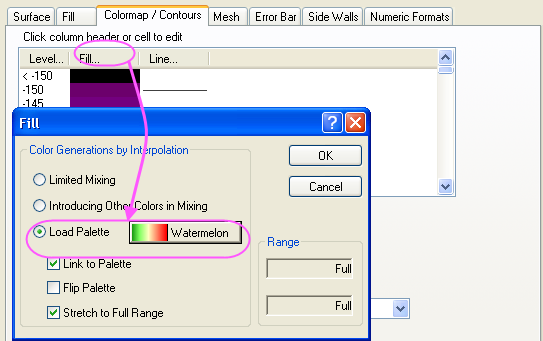 Surface Fill Colormap / Contours Mesh Error Bar Side Walls Numeric Formats
Click column header or cell to edit
Level... Fill... Line...
< -150
-150
-145
Fill
Color Generations by Interpolation
OK
Limited Mixing
Cancel
Introducing Other Colors in Mixing
Load Palette Watermelon
Range
Link to Palette
Full
Flip Palette
Stretch to Full Range
Full